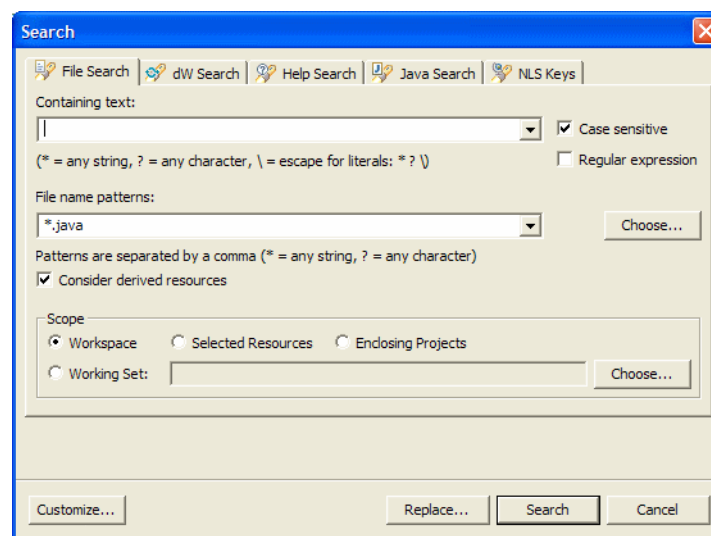 Search
File Search dW Search Help Search Java Search NLS Keys
Containing text:
Case sensitive
(* = any string, ? = any character, \ = escape for literals: * ? \)
Regular expression
File name patterns:
*.java
Choose...
Patterns are separated by a comma (* = any string, ? = any character)
Consider derived resources
Scope
Workspace Selected Resources Enclosing Projects
Working Set:
Choose...
Customize... Replace... Search Cancel